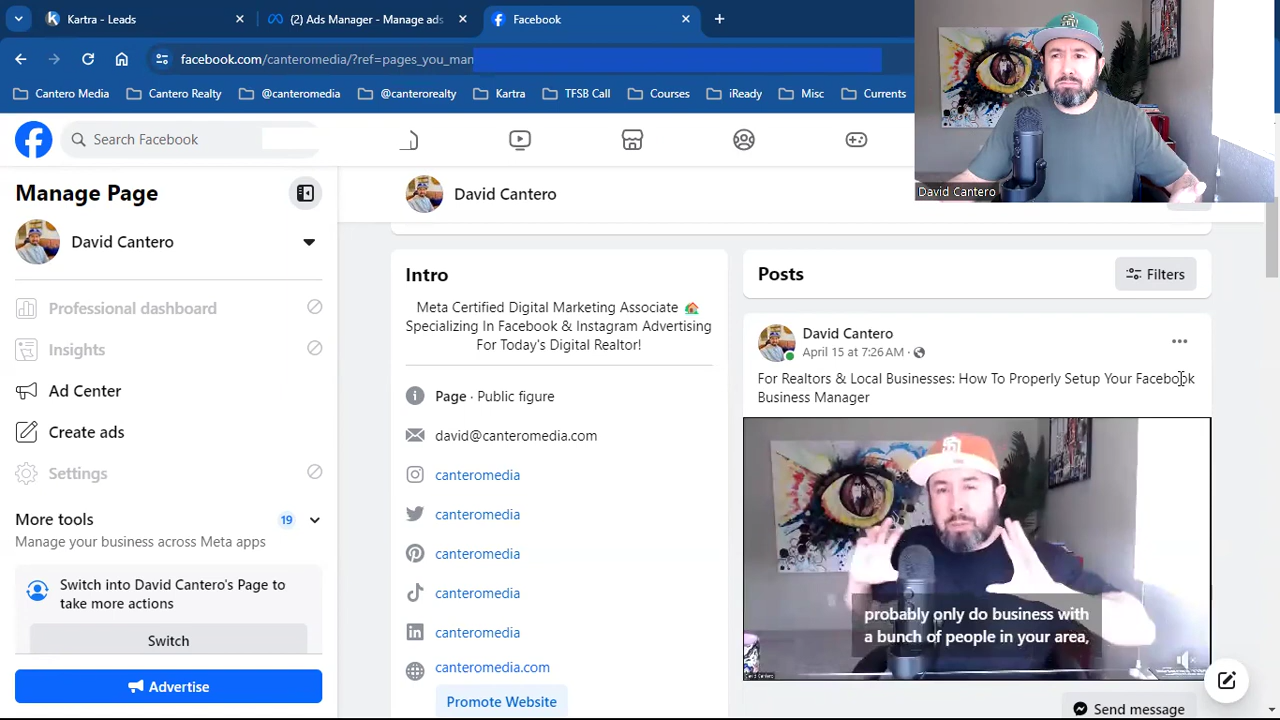 Kartra - Leads
(2) Ads Manager - Manage ads
Facebook
facebook.com/canteromedia/?ref=pages_you_man
Cantero Media
Cantero Realty
@canteromedia
@canterorealty
Kartra
TFSB Call
Courses
iReady
Misc
Currents
David Cantero
Search Facebook
Manage Page
David Cantero
Professional dashboard
Insights
Ad Center
Create ads
Settings
More tools
19
Manage your business across Meta apps
Switch into David Cantero's Page to
take more actions
Switch
Advertise
David Cantero
Intro
Meta Certified Digital Marketing Associate
Specializing In Facebook & Instagram Advertising
For Today's Digital Realtor!
Page · Public figure
david@canteromedia.com
canteromedia
canteromedia
canteromedia
canteromedia
canteromedia
canteromedia.com
Promote Website
Posts
Filters
David Cantero
April 15 at 7:26 AM ·
For Realtors & Local Businesses: How To Properly Setup Your Facebook
Business Manager
probably only do business with
a bunch of people in your area,
David Cantero
Send message